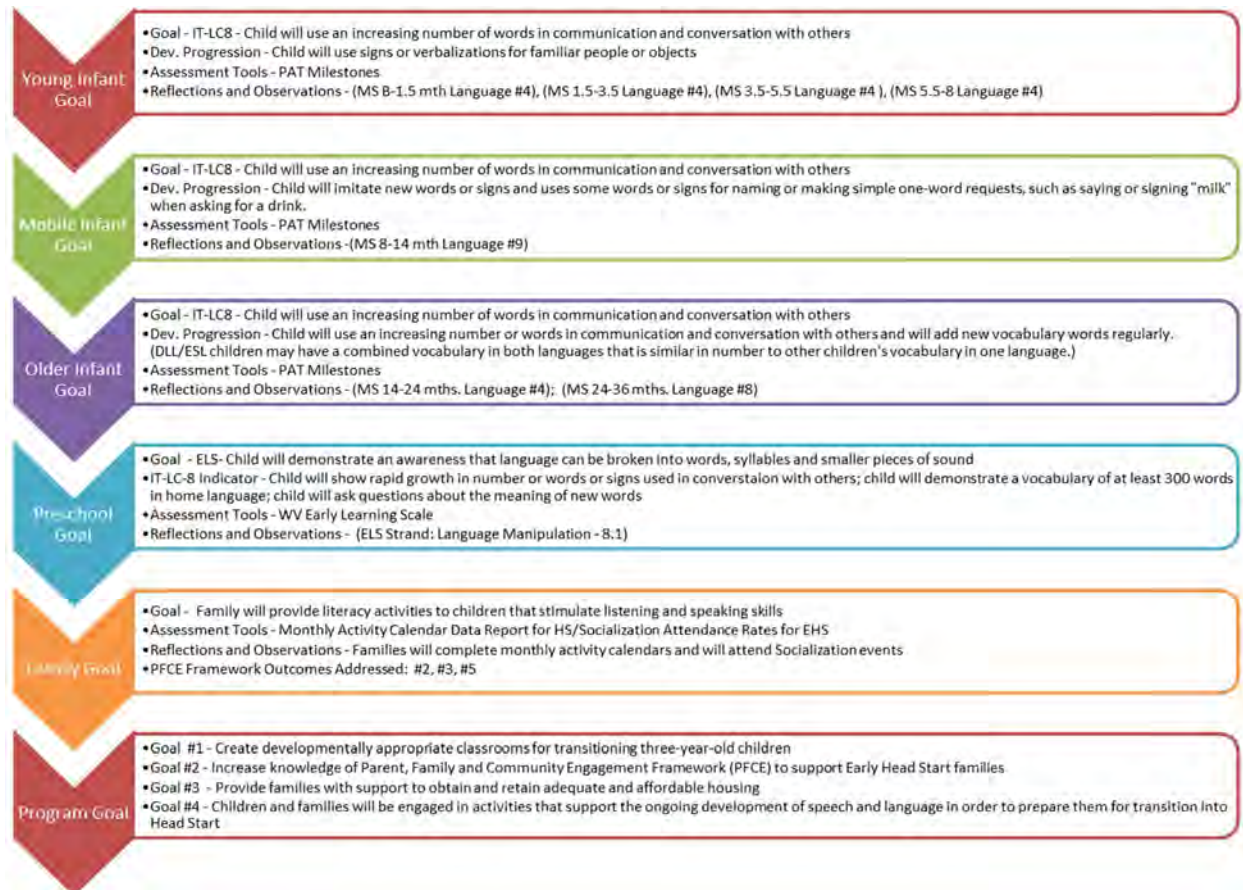 Young Infant
Goal
•Goal - IT-LC8 - Child will use an increasing number of words in communication and conversation with others
•Dev. Progression - Child will use signs or verbalizations for familiar people or objects
•Assessment Tools - PAT Milestones
•Reflections and Observations - (MS B-1.5 mth Language #4), (MS 1.5-3.5 Language #4), (MS 3.5-5.5 Language #4 ), (MS 5.5-8 Language #4)
Mobile Infant
Goal
•Goal - IT-LC8 - Child will use an increasing number of words in communication and conversation with others
•Dev. Progression - Child will imitate new words or signs and uses some words or signs for naming or making simple one-word requests, such as saying or signing "milk"
when asking for a drink.
•Assessment Tools - PAT Milestones
•Reflections and Observations -(MS 8-14 mth Language #9)
Older Infant
Goal
•Goal - IT-LC8 - Child will use an increasing number of words in communication and conversation with others
•Dev. Progression - Child will use an increasing number or words in communication and conversation with others and will add new vocabulary words regularly.
(DLL/ESL children may have a combined vocabulary in both languages that is similar in number to other children's vocabulary in one language.)
•Assessment Tools - PAT Milestones
•Reflections and Observations - (MS 14-24 mths. Language #4); (MS 24-36 mths. Language #8)
Preschool
Goal
•Goal - ELS- Child will demonstrate an awareness that language can be broken into words, syllables and smaller pieces of sound
•IT-LC-8 Indicator - Child will show rapid growth in number or words or signs used in converstaion with others; child will demonstrate a vocabulary of at least 300 words
in home language; child will ask questions about the meaning of new words
•Assessment Tools - WV Early Learning Scale
•Reflections and Observations - (ELS Strand: Language Manipulation - 8.1)
Family Goal
•Goal - Family will provide literacy activities to children that stimulate listening and speaking skills
•Assessment Tools - Monthly Activity Calendar Data Report for HS/Socialization Attendance Rates for EHS
•Reflections and Observations - Families will complete monthly activity calendars and will attend Socialization events
•PFCE Framework Outcomes Addressed: #2, #3, #5
Program Goal
•Goal #1 - Create developmentally appropriate classrooms for transitioning three-year-old children
•Goal #2 - Increase knowledge of Parent, Family and Community Engagement Framework (PFCE) to support Early Head Start families
•Goal #3 - Provide families with support to obtain and retain adequate and affordable housing
•Goal #4 - Children and families will be engaged in activities that support the ongoing development of speech and language in order to prepare them for transition into
Head Start